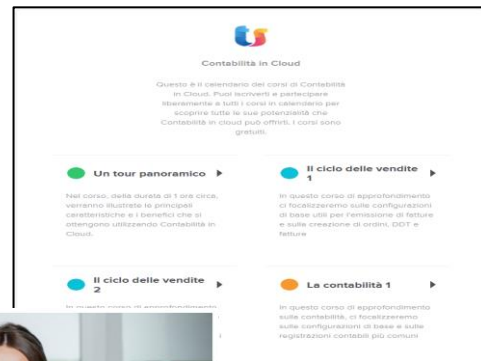 Contabilità in Cloud
Questo è il calendario dei corsi di Contabilità
in Cloud. Puoi iscriverti e partecipare
liberamente a tutti i corsi in calendario per
scoprire tutte le sue potenzialità che
Contabilità in cloud può offrirti. I corsi sono
gratuiti.
Un tour panoramico
Nel corso, della durata di 1 ora circa,
verranno illustrate le principali
caratteristiche e i benefici che si
ottengono utilizzando Contabilità in
Cloud.
Il ciclo delle vendite
1
In questo corso di approfondimento
ci focalizzeremo sulle configurazioni
di base utili per l'emissione di fatture
e sulla creazione di ordini, DDT e
fatture
Il ciclo delle vendite
2
In questo corso di approfondimento
La contabilità 1
In questo corso di approfondimento
sulla contabilità, ci focalizzeremo
sulle configurazioni di base e sulle
registrazioni contabili più comuni